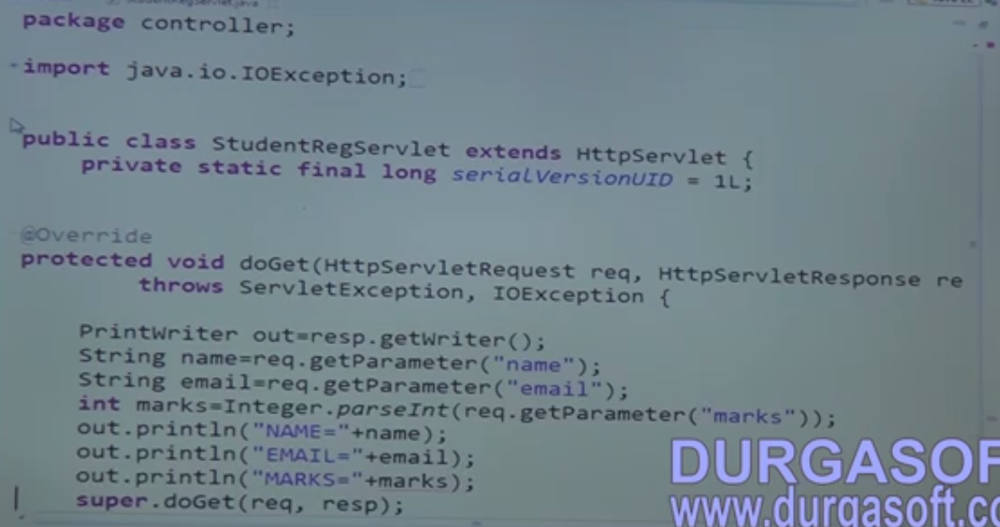 package controller;
import java.io.IOException;
public class StudentRegServlet extends HttpServlet {
private static final long serialVersionUID = 1L;
@Override
protected void doGet(HttpServletRequest req, HttpServletResponse re
throws ServletException, IOException {
PrintWriter out=resp.getWriter();
String name=req.getParameter("name");
String email=req.getParameter("email");
int marks=Integer.parseInt(req.getParameter("marks"));
out.println("NAME="+name);
out.println("EMAIL="+email);
out.println("MARKS="+marks);
super.doGet(req, resp);
DURGASOF
www.durgasoft.co